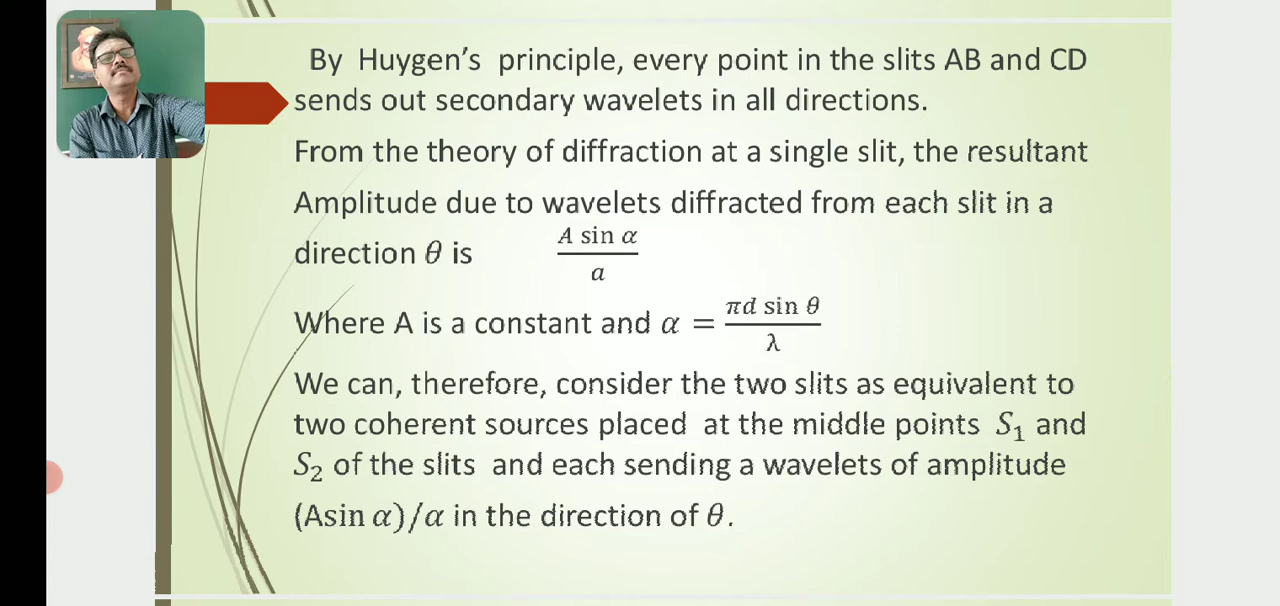 By Huygen’s principle, every point in the slits AB and CD
sends out secondary wavelets in all directions.
From the theory of diffraction at a single slit, the resultant
Amplitude due to wavelets diffracted from each slit in a
direction θ is A sin α / a
Where A is a constant and α = πd sin θ / λ
We can, therefore, consider the two slits as equivalent to
two coherent sources placed at the middle points S₁ and
S₂ of the slits and each sending a wavelets of amplitude
(Asin α)/α in the direction of θ.